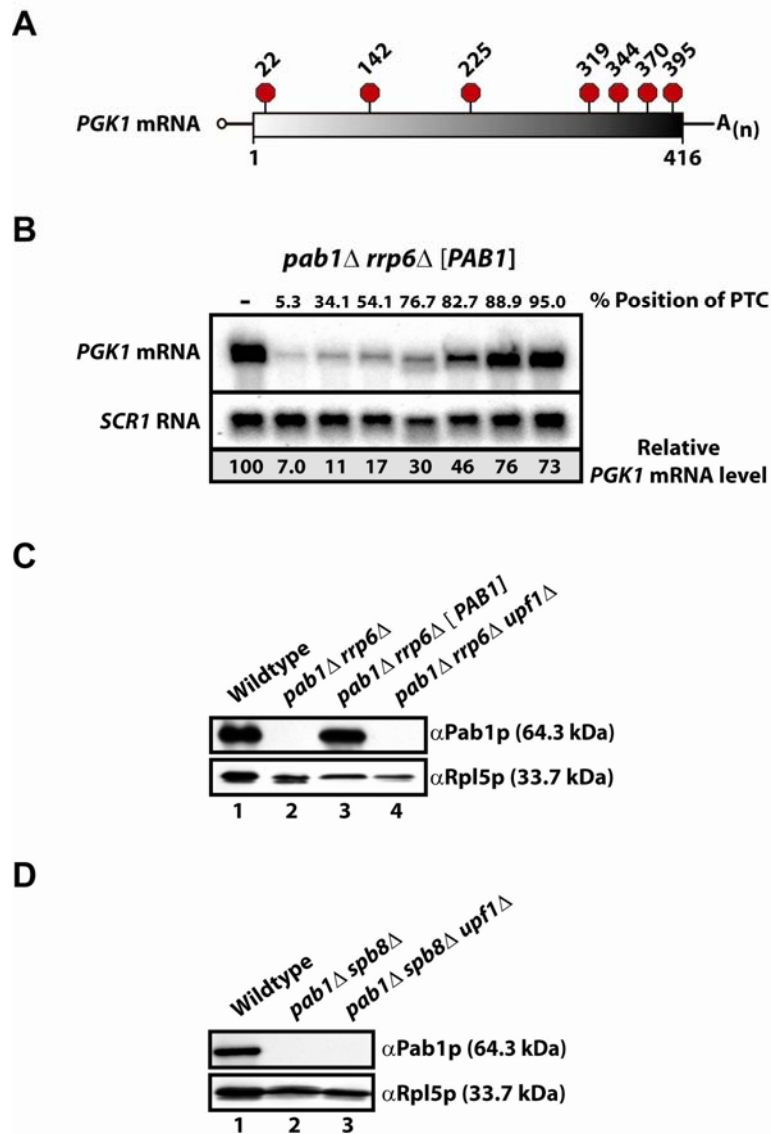 A
22 142 225 319 344 370 395
PGK1 mRNA
A(n)
1 416
B
pab1Δ rrp6Δ [PAB1]
- 5.3 34.1 54.1 76.7 82.7 88.9 95.0 % Position of PTC
PGK1 mRNA
SCR1 RNA
100 7.0 11 17 30 46 76 73
Relative
PGK1 mRNA level
C
Wildtype
pab1Δ rrp6Δ
pab1Δ rrp6Δ [PAB1]
pab1Δ rrp6Δ upf1Δ
αPab1p (64.3 kDa)
αRpl5p (33.7 kDa)
1 2 3 4
D
Wildtype
pab1Δ spb8Δ
pab1Δ spb8Δ upf1Δ
αPab1p (64.3 kDa)
αRpl5p (33.7 kDa)
1 2 3